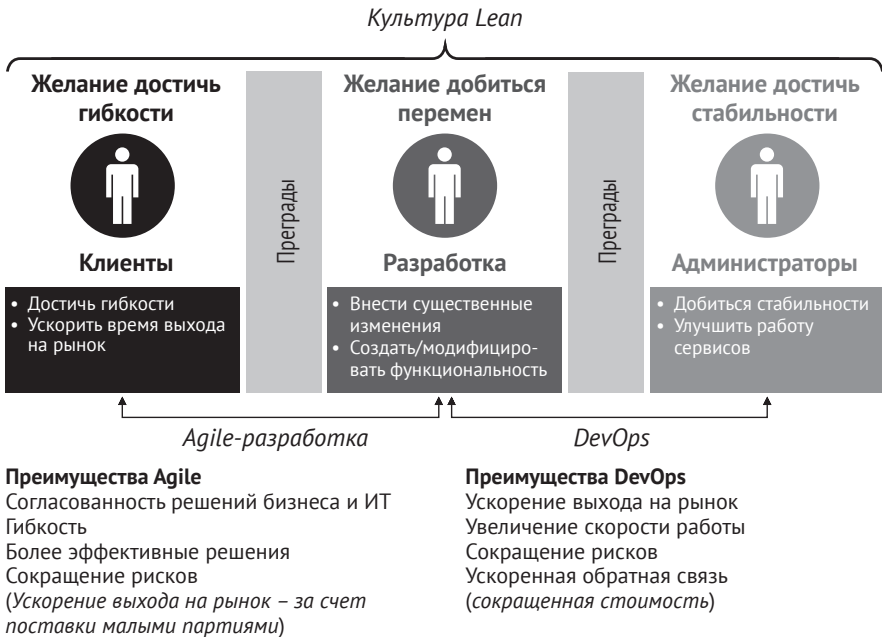 Культура Lean
Желание достичь
гибкости
Преграды
Желание добиться
перемен
Преграды
Желание достичь
стабильности
Клиенты
Разработка
Администраторы
• Достичь гибкости
• Ускорить время выхода
на рынок
• Внести существенные
изменения
• Создать/модифициро-
вать функциональность
• Добиться стабильности
• Улучшить работу
сервисов
Agile-разработка
DevOps
Преимущества Agile
Согласованность решений бизнеса и ИТ
Гибкость
Более эффективные решения
Сокращение рисков
(Ускорение выхода на рынок – за счет
поставки малыми партиями)
Преимущества DevOps
Ускорение выхода на рынок
Увеличение скорости работы
Сокращение рисков
Ускоренная обратная связь
(сокращенная стоимость)